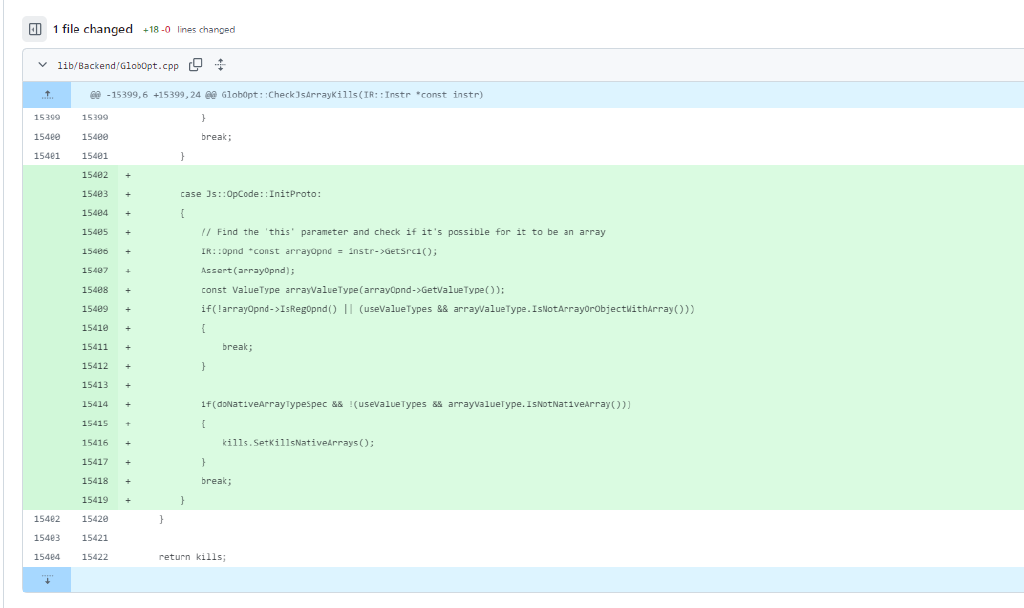 1 file changed +18 -0 lines changed
lib/Backend/GlobOpt.cpp
@@ -15399,6 +15399,24 @@ GlobOpt::CheckJsArrayKills(IR::Instr *const instr)
15399 15399 }
15400 15400 break;
15401 15401 }
15402 +
15403 + case Js::OpCode::InitProto:
15404 + {
15405 + // Find the 'this' parameter and check if it's possible for it to be an array
15406 + IR::Opnd *const arrayOpnd = instr->GetSrc1();
15407 + Assert(arrayOpnd);
15408 + const ValueType arrayValueType(arrayOpnd->GetValueType());
15409 + if(!arrayOpnd->IsRegOpnd() || (useValueTypes && arrayValueType.IsNotArrayOrObjectWithArray()))
15410 + {
15411 + break;
15412 + }
15413 +
15414 + if(doNativeArrayTypeSpec && !(useValueTypes && arrayValueType.IsNotNativeArray()))
15415 + {
15416 + kills.SetKillsNativeArrays();
15417 + }
15418 + break;
15419 + }
15402 15420 }
15403 15421
15404 15422 return kills;